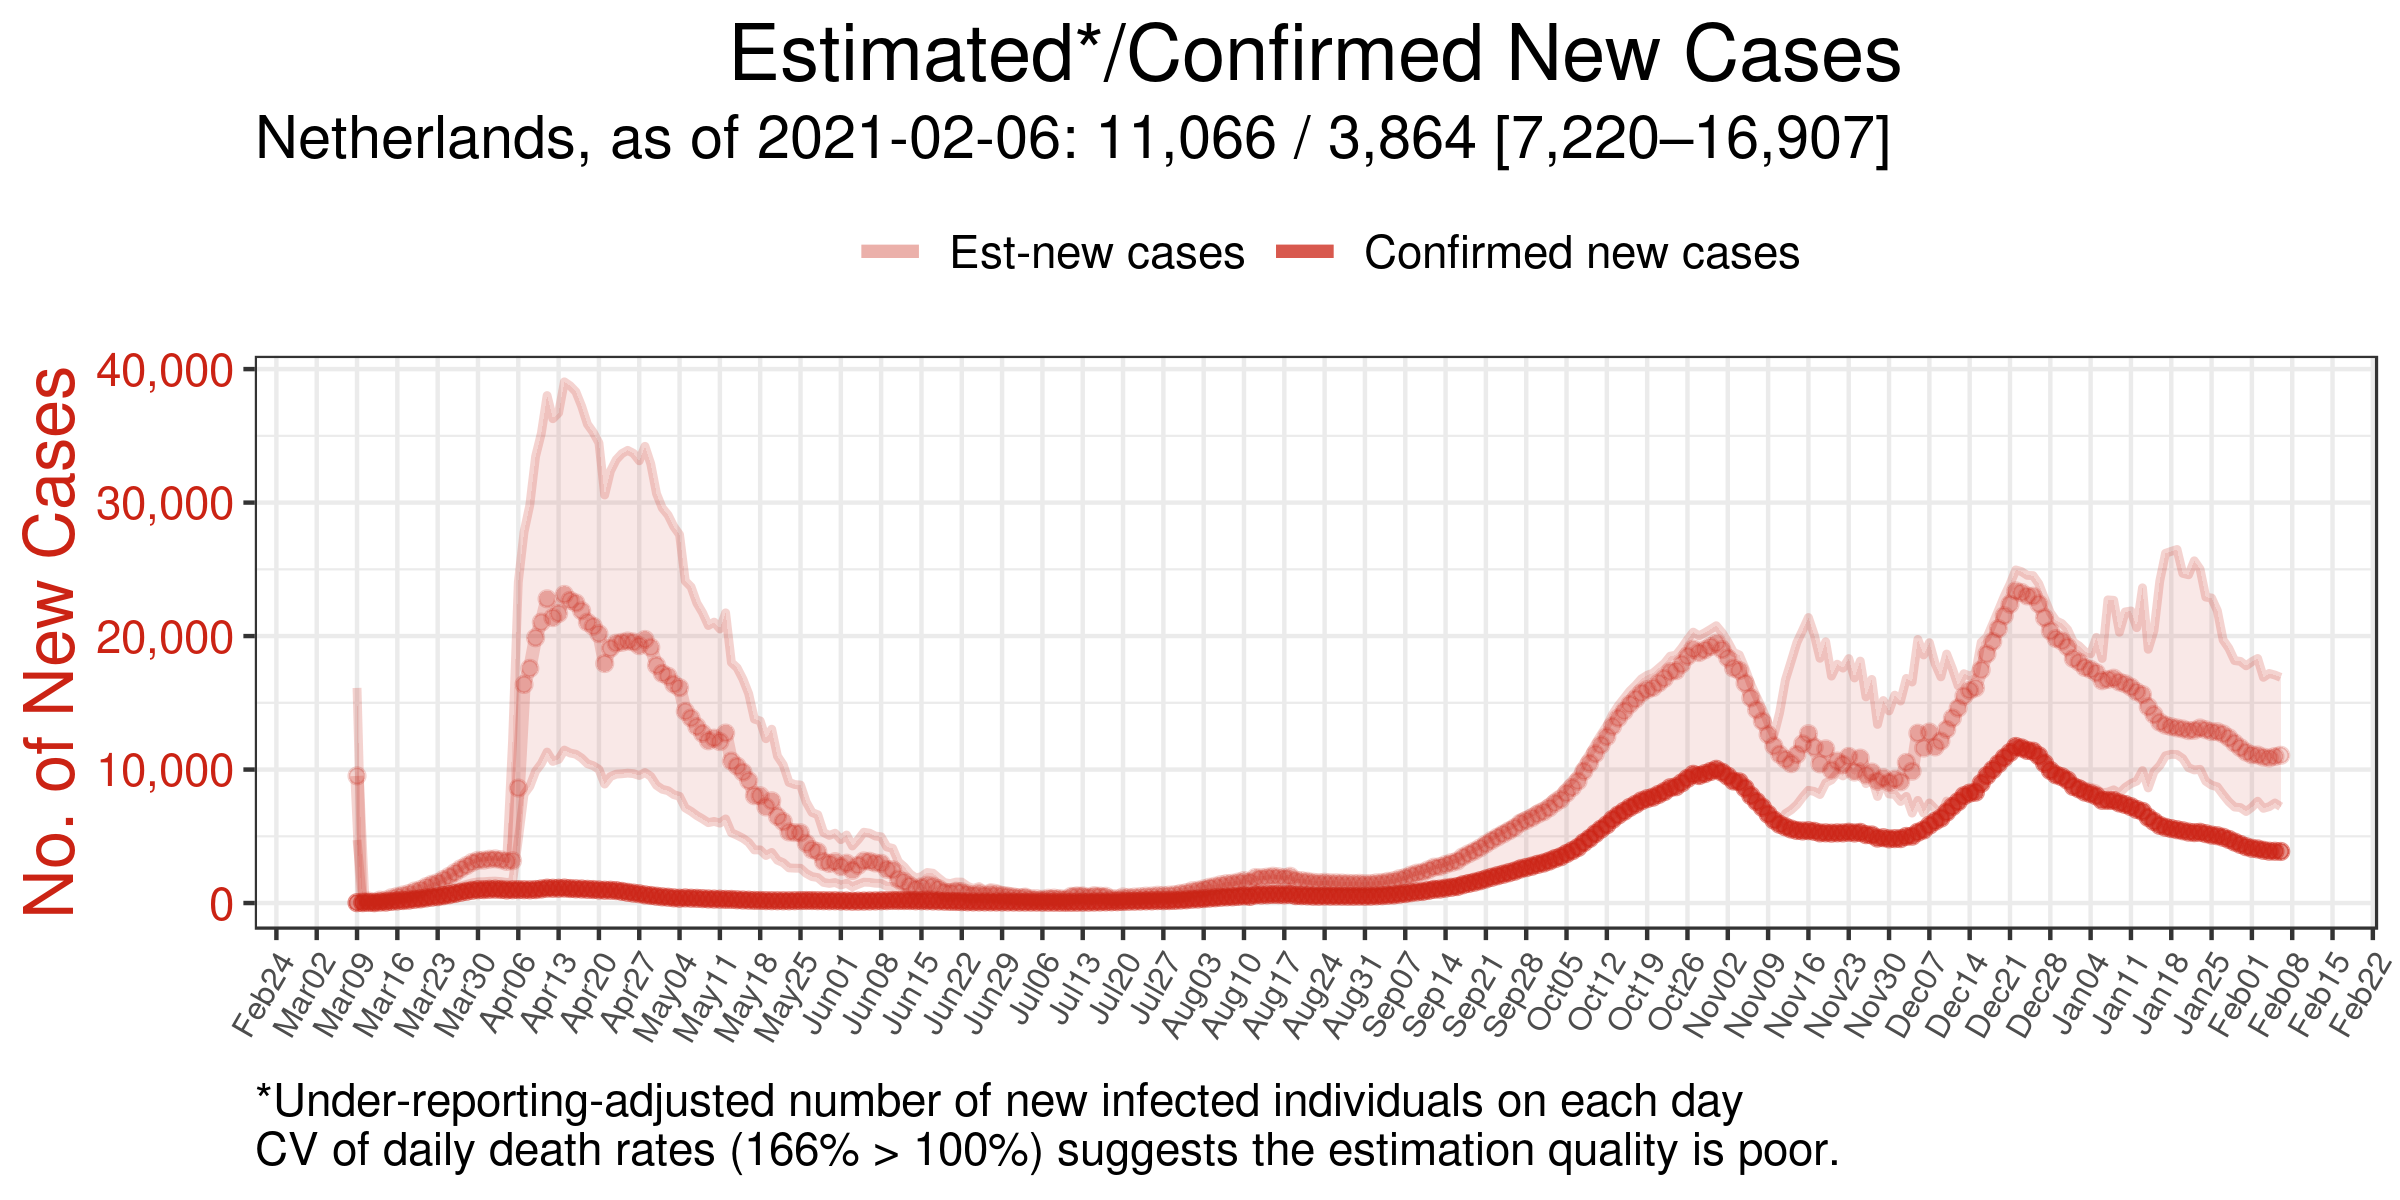 Estimated*/Confirmed New Cases
Netherlands, as of 2021-02-06: 11,066 / 3,864 [7,220–16,907]
Est-new cases
Confirmed new cases
No. of New Cases
40,000
30,000
20,000
10,000
0
Feb24
Mar02
Mar09
Mar16
Mar23
Mar30
Apr06
Apr13
Apr20
Apr27
May04
May11
May18
May25
Jun01
Jun08
Jun15
Jun22
Jun29
Jul06
Jul13
Jul20
Jul27
Aug03
Aug10
Aug17
Aug24
Aug31
Sep07
Sep14
Sep21
Sep28
Oct05
Oct12
Oct19
Oct26
Nov02
Nov09
Nov16
Nov23
Nov30
Dec07
Dec14
Dec21
Dec28
Jan04
Jan11
Jan18
Jan25
Feb01
Feb08
Feb15
Feb22
*Under-reporting-adjusted number of new infected individuals on each day
CV of daily death rates (166% > 100%) suggests the estimation quality is poor.